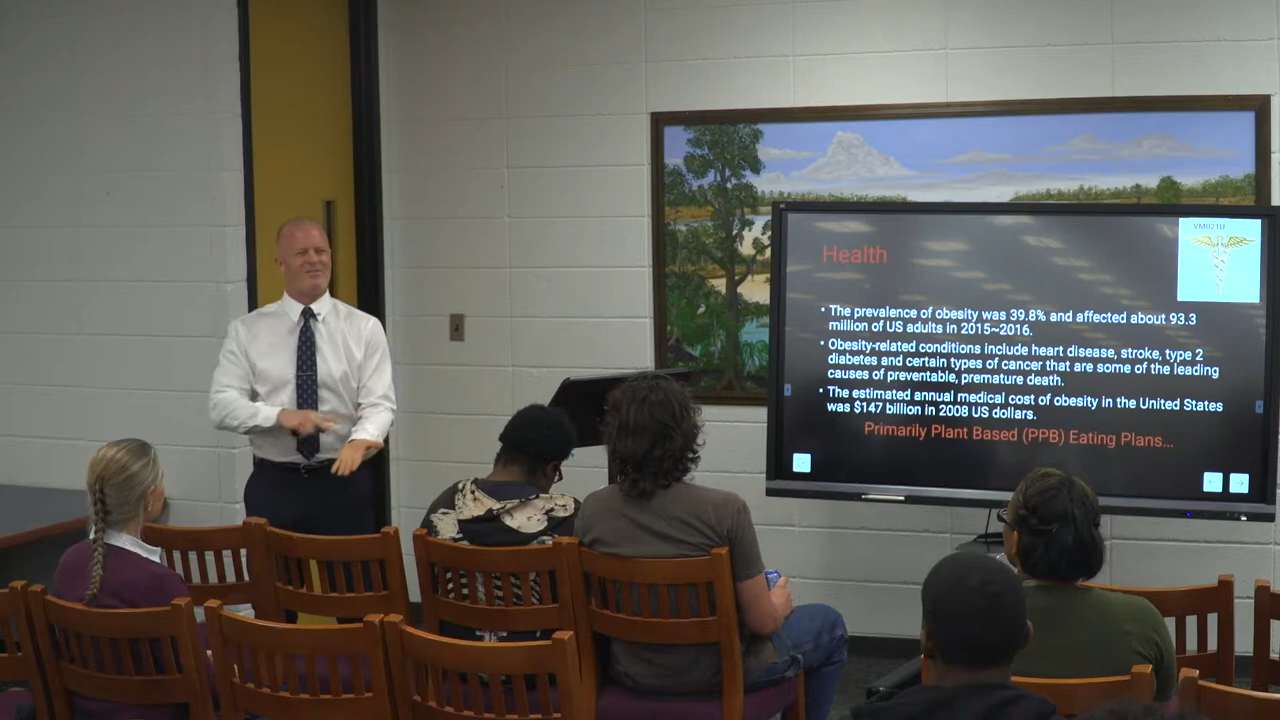 VM021U
Health
• The prevalence of obesity was 39.8% and affected about 93.3
million of US adults in 2015~2016.
• Obesity-related conditions include heart disease, stroke, type 2
diabetes and certain types of cancer that are some of the leading
causes of preventable, premature death.
• The estimated annual medical cost of obesity in the United States
was $147 billion in 2008 US dollars.
Primarily Plant Based (PPB) Eating Plans...